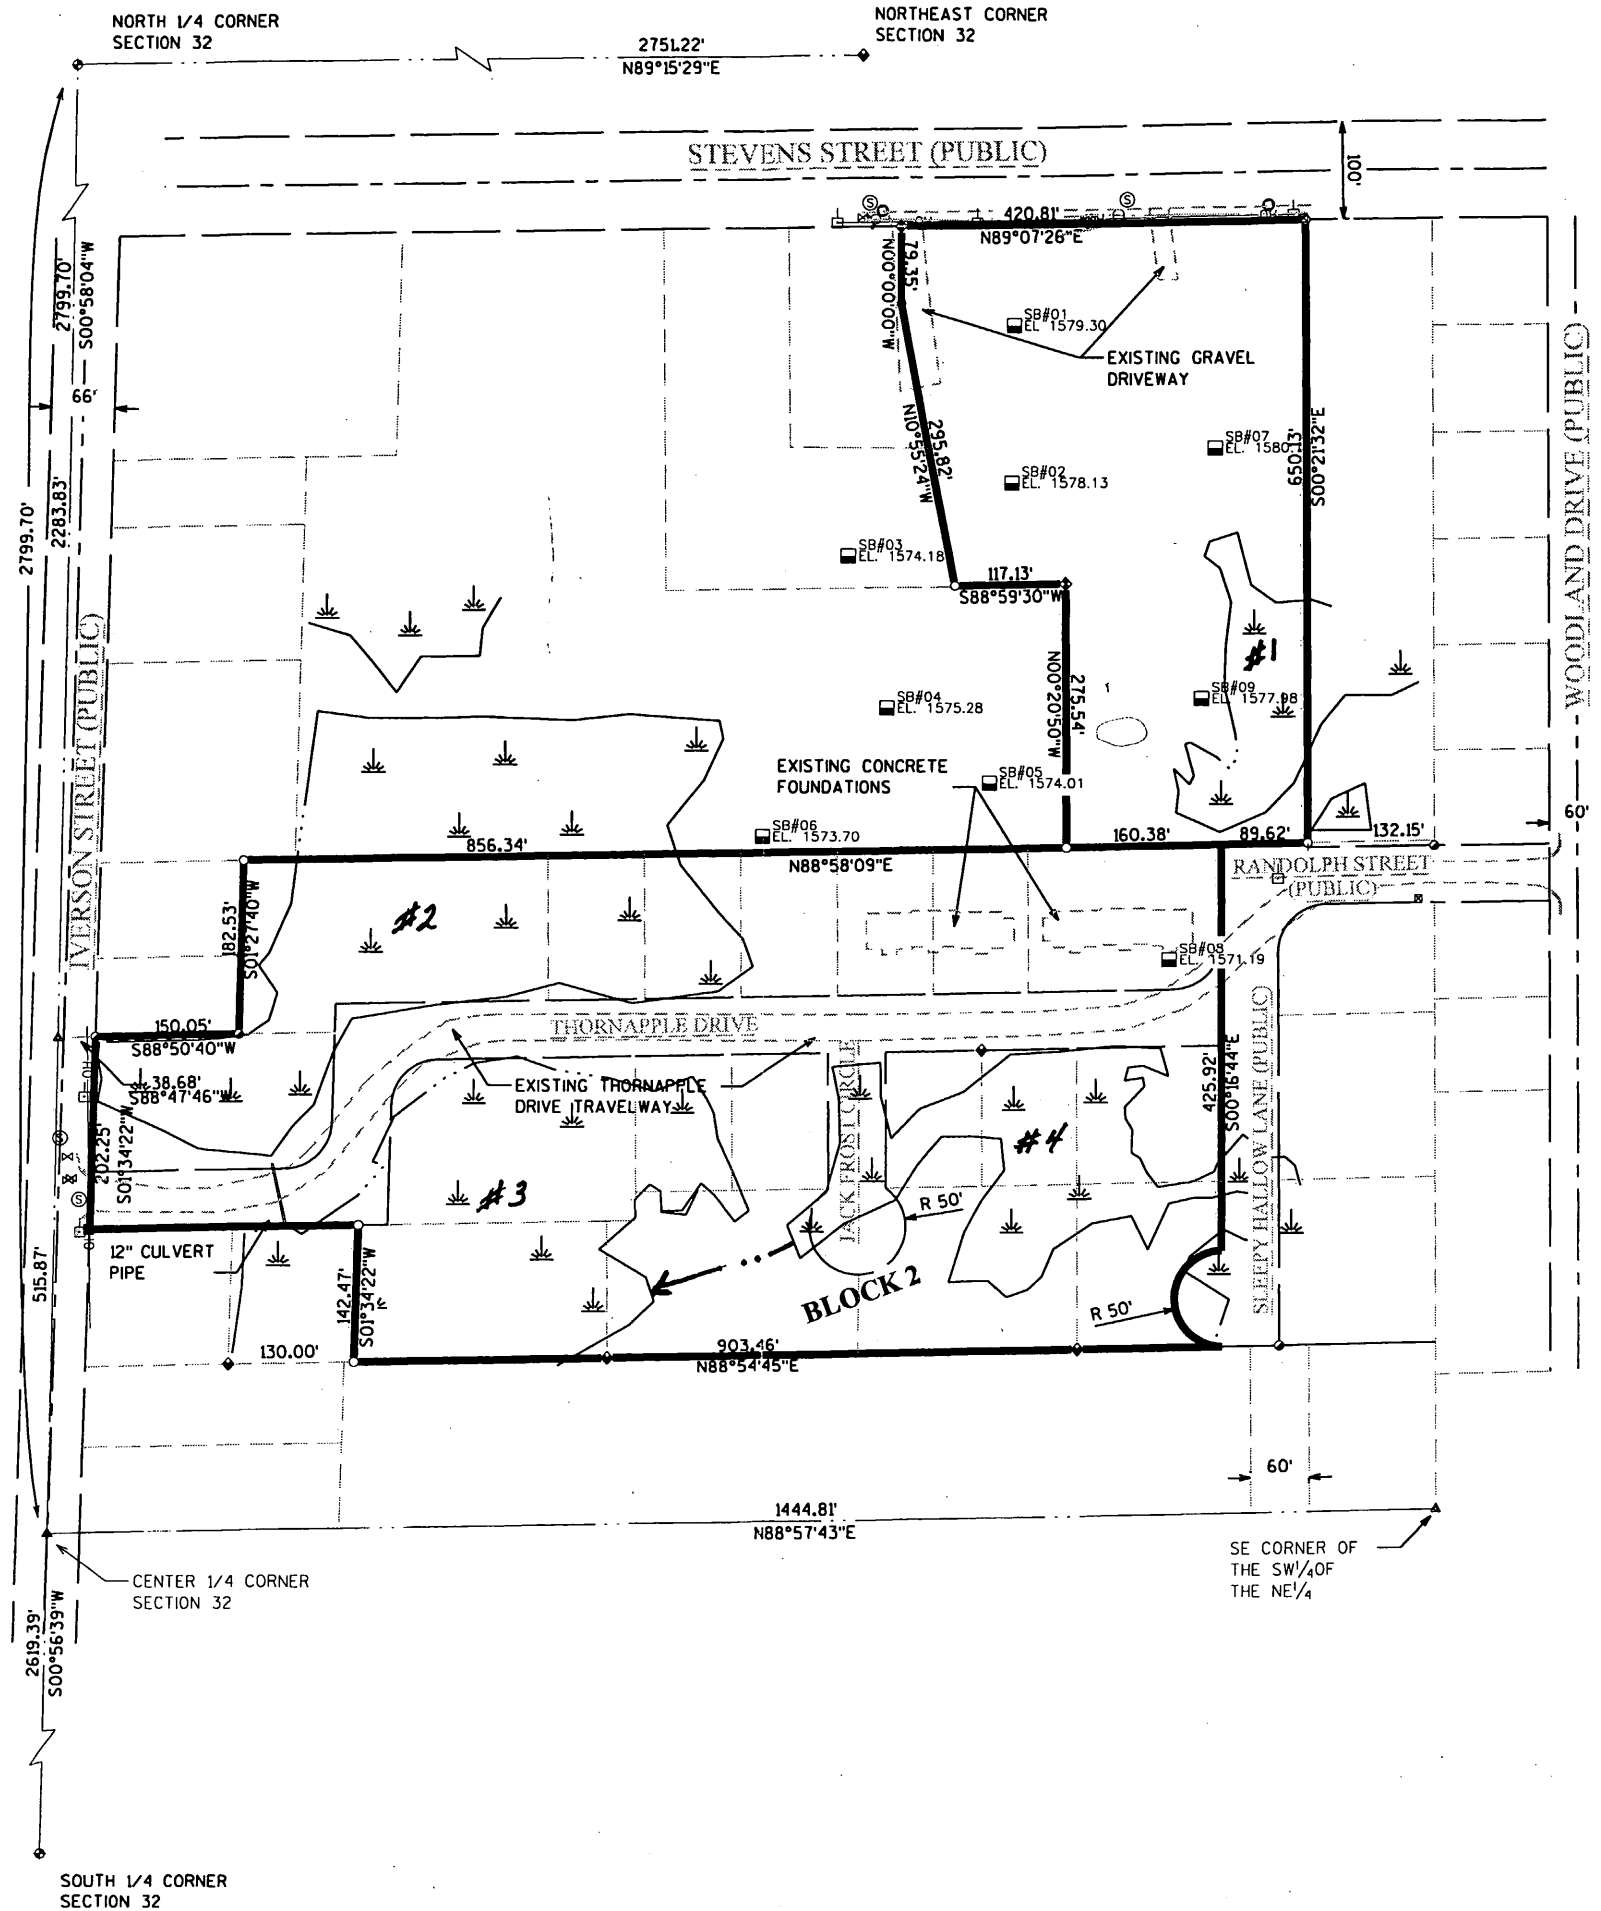 NORTH 1/4 CORNER
SECTION 32
2751.22'
N89°15'29"E
NORTHEAST CORNER
SECTION 32
STEVENS STREET (PUBLIC)
100'
S
S
420.81'
N89°07'26"E
79.35'
N00°00'00"W
2799.70'
S00°58'04"W
66'
SB#01
EL 1579.30
EXISTING GRAVEL
DRIVEWAY
295.82'
N10°55'24"W
SB#07
EL. 1580.
650.13'
S00°21'32"E
WOODLAND DRIVE (PUBLIC)
SB#02
EL. 1578.13
2799.70'
2283.83'
SB#03
EL. 1574.18
117.13'
S88°59'30"W
#1
IVERSON STREET (PUBLIC)
N00°20'50"W
275.54'
SB#09
EL. 1577.98
SB#04
EL. 1575.28
EXISTING CONCRETE
FOUNDATIONS
SB#05
EL. 1574.01
SB#06
EL. 1573.70
856.34'
N88°58'09"E
160.38'
89.62'
132.15'
60'
RANDOLPH STREET
(PUBLIC)
182.53'
S01°27'40"W
#2
SB#08
EL. 1571.19
150.05'
S88°50'40"W
THORNAPPLE DRIVE
JACK FROST CIRCLE
425.92'
S00°16'44"E
SLEEPY HALLOW LANE (PUBLIC)
OH
38.68'
S88°47'46"W
EXISTING THORNAPPLE
DRIVE TRAVELWAY
#4
202.25'
S01°34'22"W
S
S
#3
R 50'
12" CULVERT
PIPE
OH
515.87'
142.47'
S01°34'22"W
BLOCK 2
R 50'
130.00'
903.46'
N88°54'45"E
60'
1444.81'
N88°57'43"E
SE CORNER OF
THE SW1/4OF
THE NE1/4
CENTER 1/4 CORNER
SECTION 32
2619.39'
S00°56'39"W
SOUTH 1/4 CORNER
SECTION 32